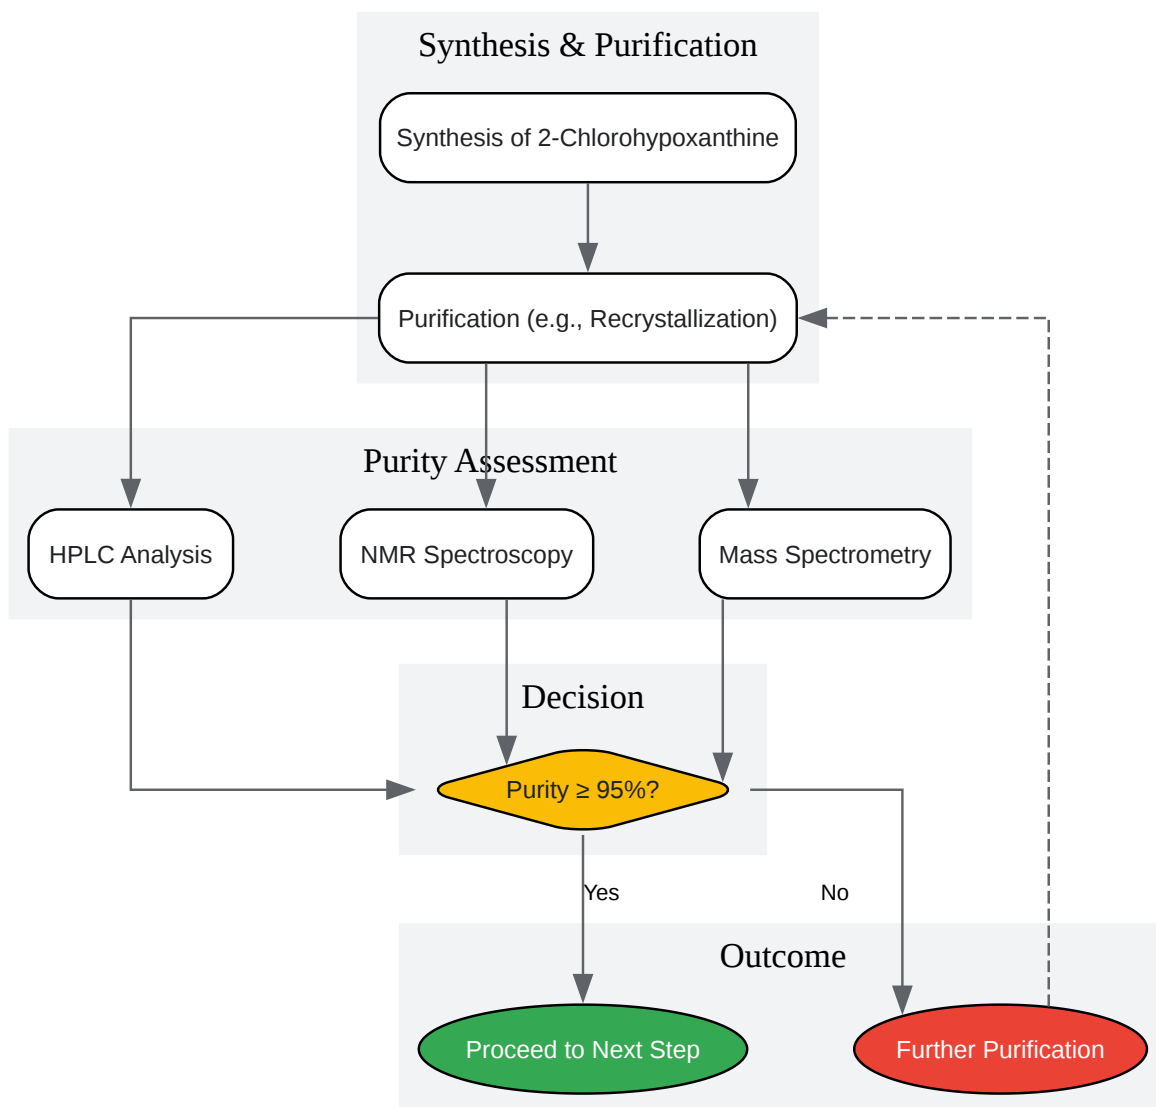 Synthesis & Purification
Synthesis of 2-Chlorohypoxanthine
Purification (e.g., Recrystallization)
Purity Assessment
HPLC Analysis
NMR Spectroscopy
Mass Spectrometry
Decision
Purity ≥ 95%?
Yes
No
Outcome
Proceed to Next Step
Further Purification